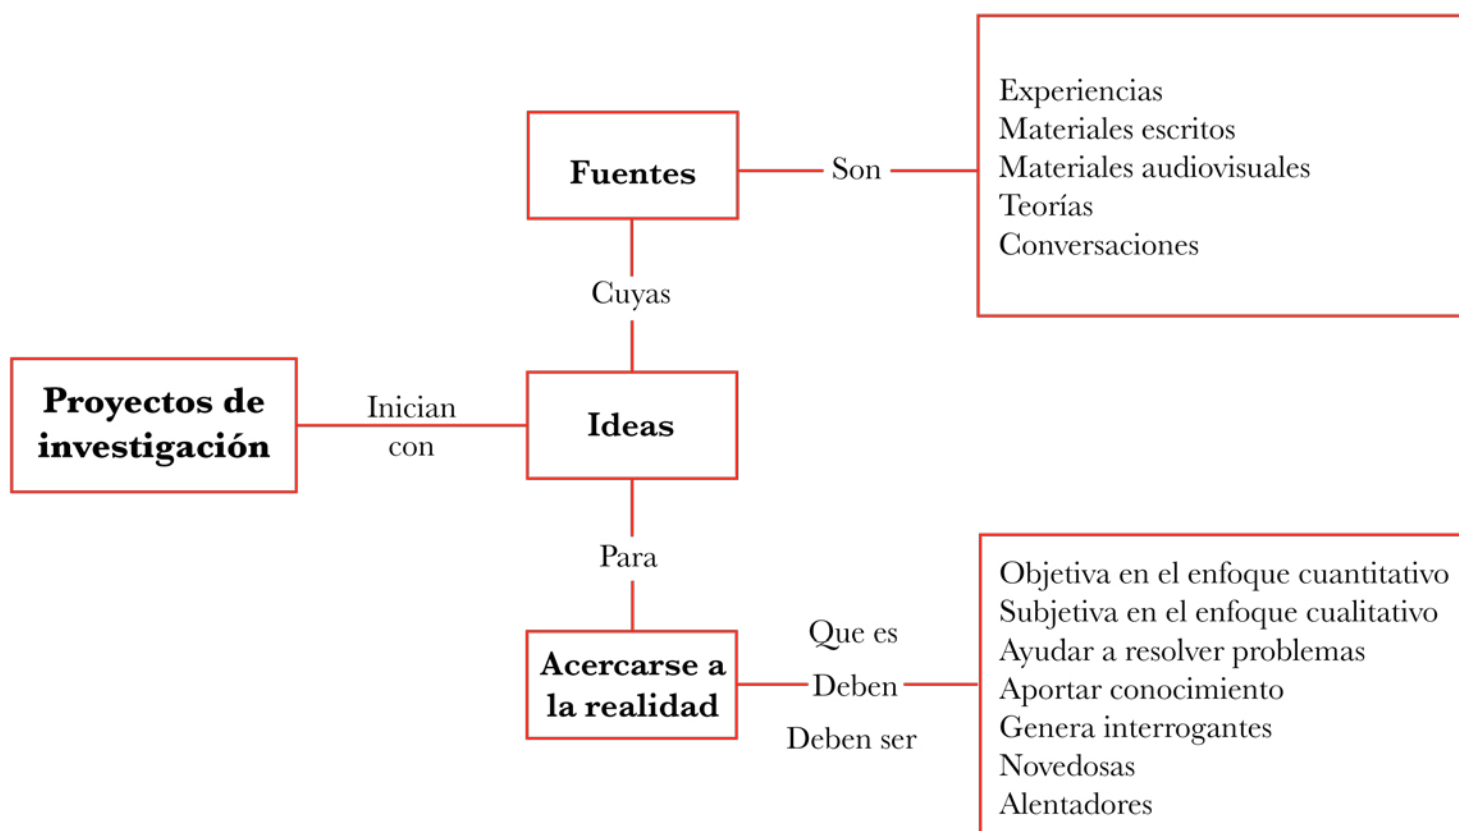 Proyectos de
investigación
Inician
con
Ideas
Cuyas
Fuentes
Son
Experiencias
Materiales escritos
Materiales audiovisuales
Teorías
Conversaciones
Para
Acercarse a
la realidad
Que es
Deben
Deben ser
Objetiva en el enfoque cuantitativo
Subjetiva en el enfoque cualitativo
Ayudar a resolver problemas
Aportar conocimiento
Genera interrogantes
Novedosas
Alentadores